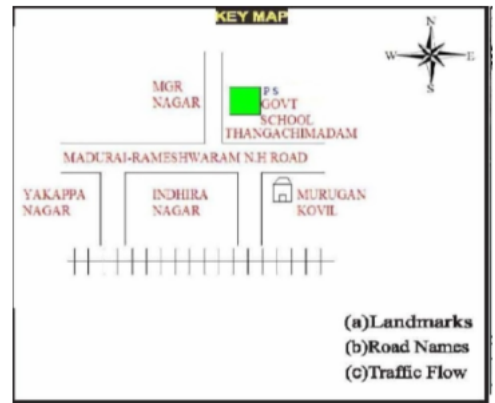 KEY MAP
N
W
E
S
MGR
NAGAR
P S
GOVT
SCHOOL
THANGACHIMADAM
MADURAI-RAMESHWARAM N.H ROAD
YAKAPPA
NAGAR
INDHIRA
NAGAR
MURUGAN
KOVIL
(a)Landmarks
(b)Road Names
(c)Traffic Flow